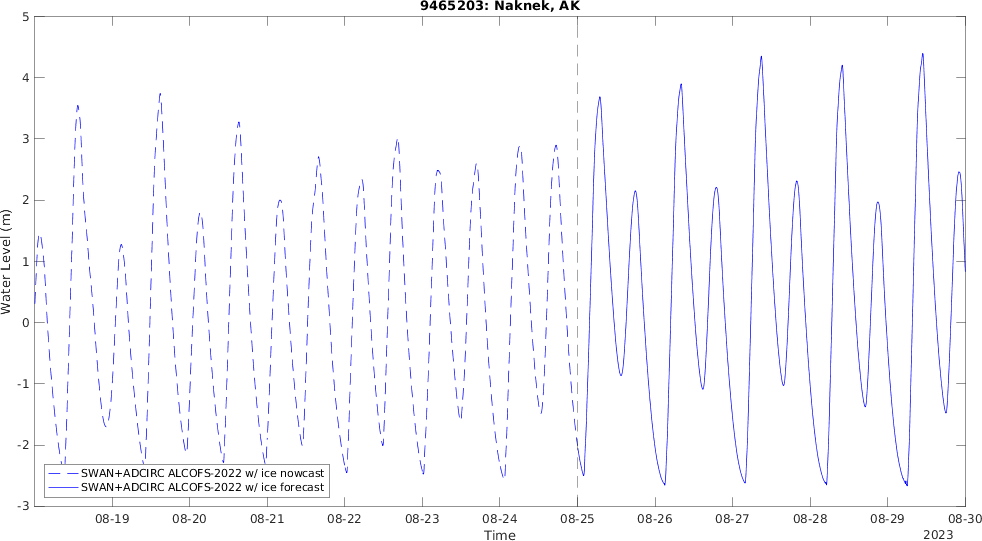 9465203: Naknek, AK
5
4
3
2
1
0
-1
-2
-3
Water Level (m)
SWAN+ADCIRC ALCOFS-2022 w/ ice nowcast
SWAN+ADCIRC ALCOFS-2022 w/ ice forecast
08-19 08-20 08-21 08-22 08-23 08-24 08-25 08-26 08-27 08-28 08-29 08-30
Time
2023